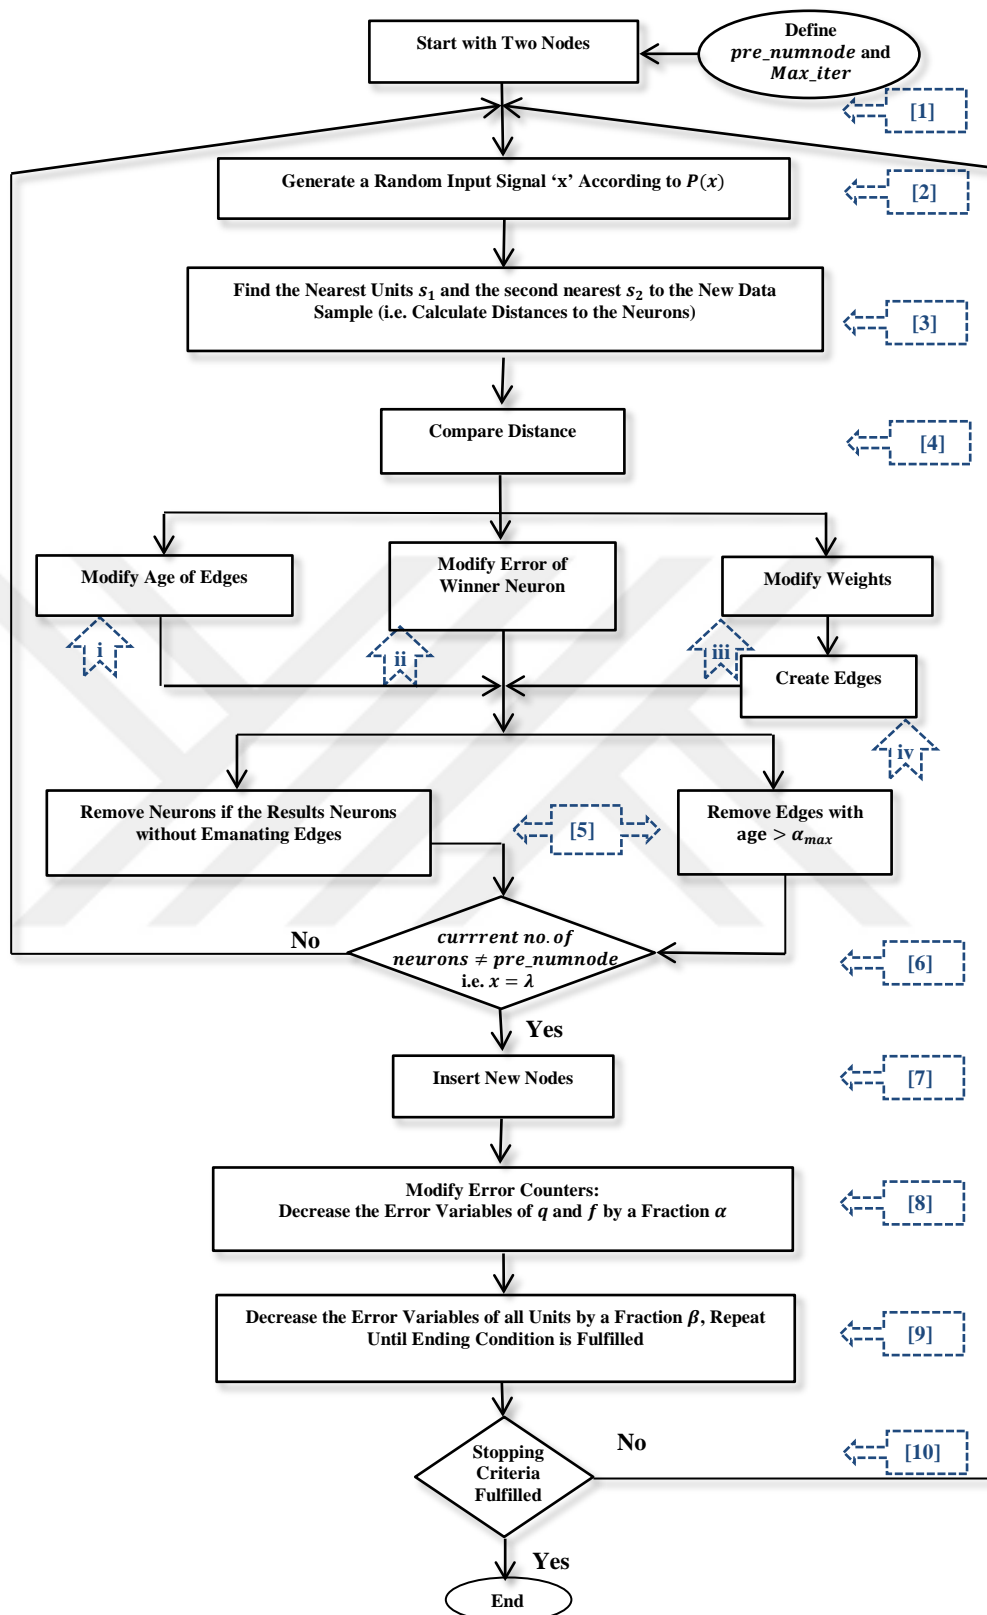 Start with Two Nodes
Define
pre_numnode and
Max_iter
[1]
Generate a Random Input Signal ‘x’ According to P(x)
[2]
Find the Nearest Units s₁ and the second nearest s₂ to the New Data
Sample (i.e. Calculate Distances to the Neurons)
[3]
Compare Distance
[4]
Modify Age of Edges
Modify Error of
Winner Neuron
Modify Weights
i
ii
iii
Create Edges
iv
Remove Neurons if the Results Neurons
without Emanating Edges
[5]
Remove Edges with
age > α_max
No
currrent no. of
neurons ≠ pre_numnode
i.e. x = λ
[6]
Yes
Insert New Nodes
[7]
Modify Error Counters:
Decrease the Error Variables of q and f by a Fraction α
[8]
Decrease the Error Variables of all Units by a Fraction β, Repeat
Until Ending Condition is Fulfilled
[9]
Stopping
Criteria
Fulfilled
No
[10]
Yes
End